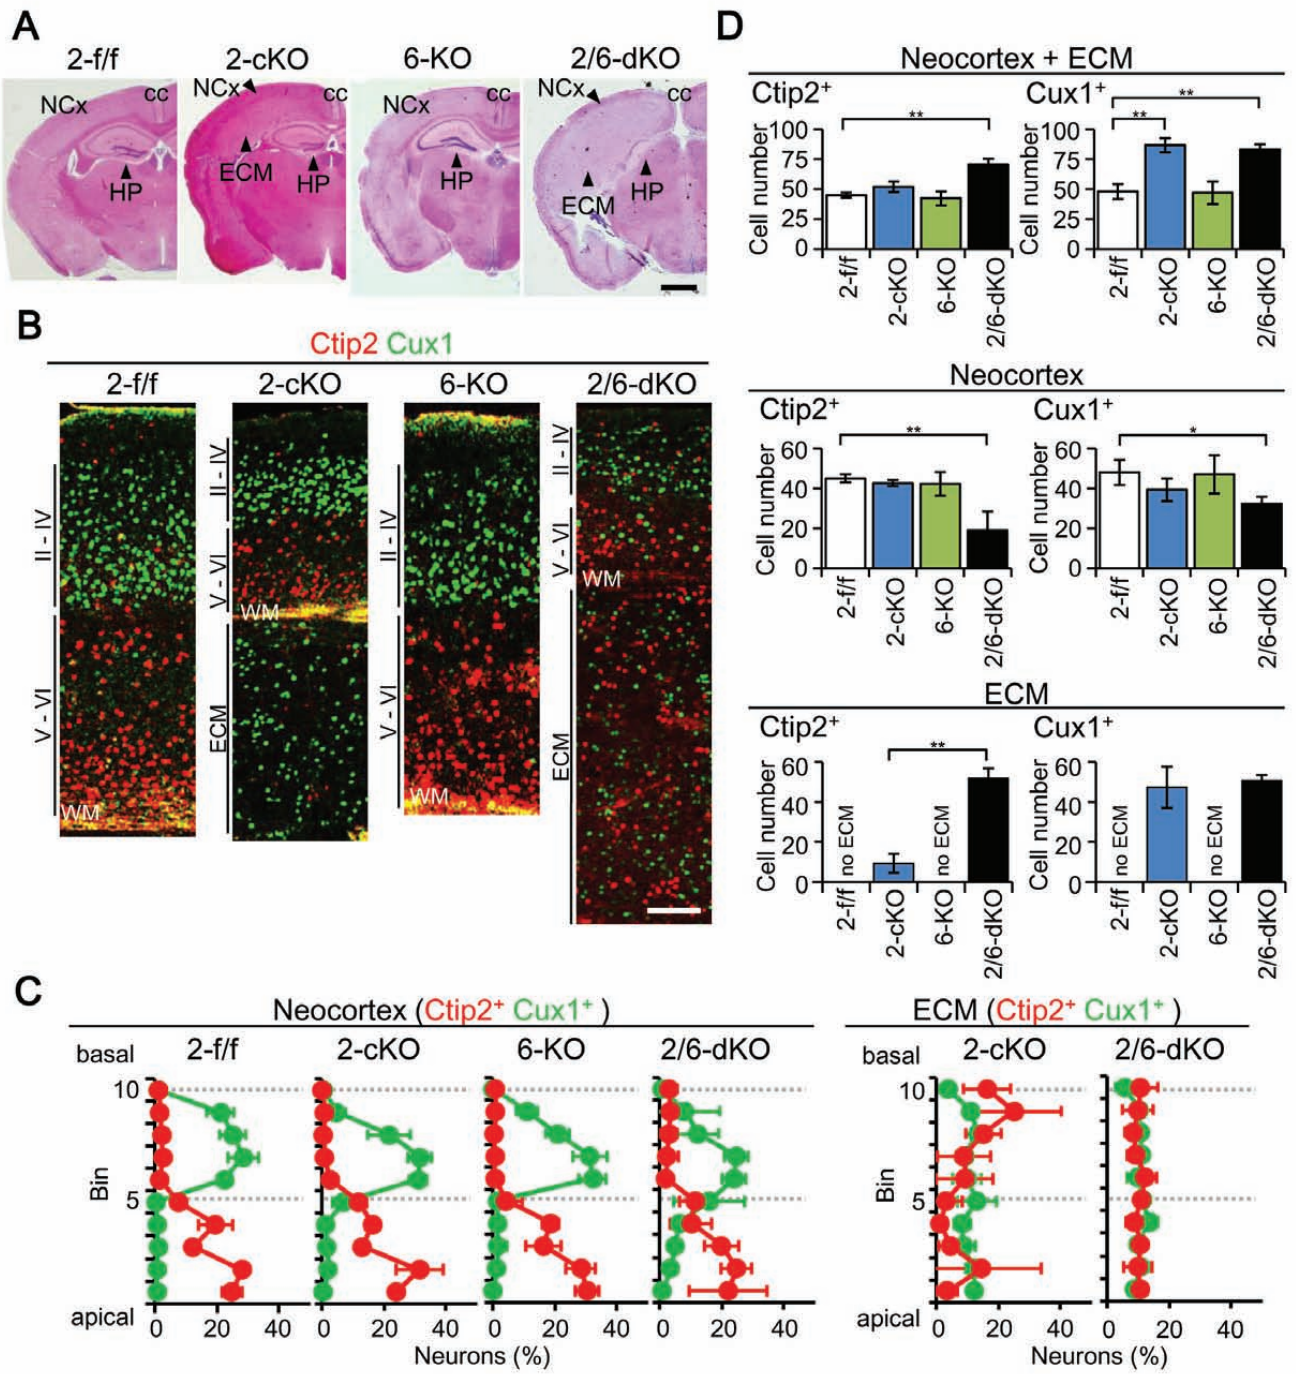 A
2-f/f 2-cKO 6-KO 2/6-dKO
NCx cc NCx cc NCx cc NCx cc
HP ECM HP HP ECM HP
B
Ctip2 Cux1
2-f/f 2-cKO 6-KO 2/6-dKO
II - IV
V - VI
WM
II - IV
V - VI
WM
ECM
II - IV
V - VI
WM
II - IV
V - VI
WM
ECM
C
Neocortex (Ctip2+ Cux1+ )
basal 2-f/f 2-cKO 6-KO 2/6-dKO
10
Bin
5
apical
0 20 40 0 20 40 0 20 40 0 20 40
Neurons (%)
ECM (Ctip2+ Cux1+ )
basal 2-cKO 2/6-dKO
10
Bin
5
apical
0 20 40 0 20 40
Neurons (%)
D
Neocortex + ECM
Ctip2+
**
Cell number
100
75
50
25
0
2-f/f 2-cKO 6-KO 2/6-dKO
Cux1+
**
**
Cell number
100
75
50
25
0
2-f/f 2-cKO 6-KO 2/6-dKO
Neocortex
Ctip2+
**
Cell number
60
40
20
0
2-f/f 2-cKO 6-KO 2/6-dKO
Cux1+
*
Cell number
60
40
20
0
2-f/f 2-cKO 6-KO 2/6-dKO
ECM
Ctip2+
**
Cell number
60
40
20
0
no ECM no ECM
2-f/f 2-cKO 6-KO 2/6-dKO
Cux1+
Cell number
60
40
20
0
no ECM no ECM
2-f/f 2-cKO 6-KO 2/6-dKO